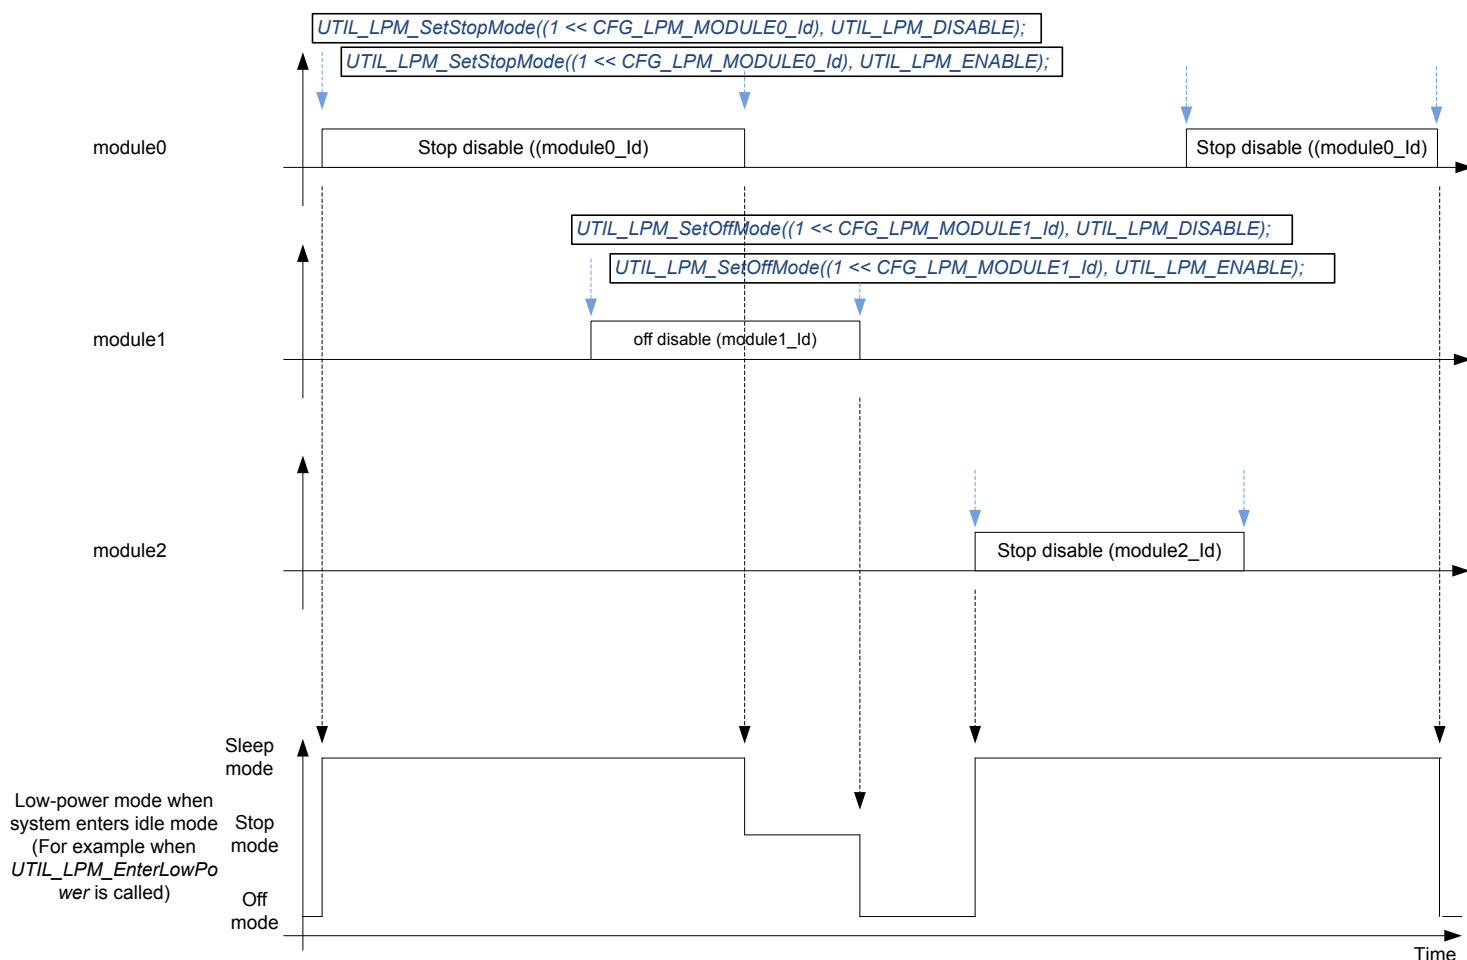 UTIL_LPM_SetStopMode((1 << CFG_LPM_MODULE0_Id), UTIL_LPM_DISABLE);
UTIL_LPM_SetStopMode((1 << CFG_LPM_MODULE0_Id), UTIL_LPM_ENABLE);
module0
Stop disable ((module0_Id)
Stop disable ((module0_Id)
UTIL_LPM_SetOffMode((1 << CFG_LPM_MODULE1_Id), UTIL_LPM_DISABLE);
UTIL_LPM_SetOffMode((1 << CFG_LPM_MODULE1_Id), UTIL_LPM_ENABLE);
module1
off disable (module1_Id)
module2
Stop disable (module2_Id)
Sleep
mode
Low-power mode when
system enters idle mode
(For example when
UTIL_LPM_EnterLowPo
wer is called)
Stop
mode
Off
mode
Time